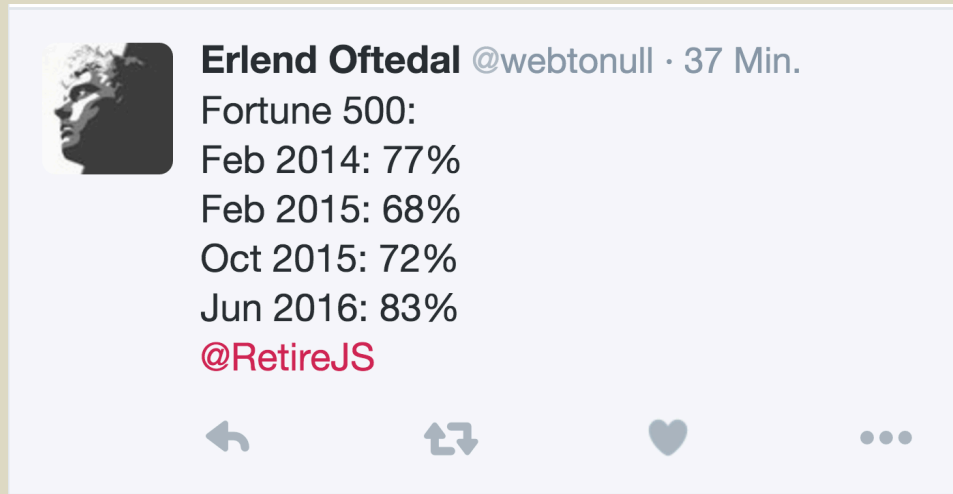 Erlend Oftedal @webtonull · 37 Min.
Fortune 500:
Feb 2014: 77%
Feb 2015: 68%
Oct 2015: 72%
Jun 2016: 83%
@RetireJS